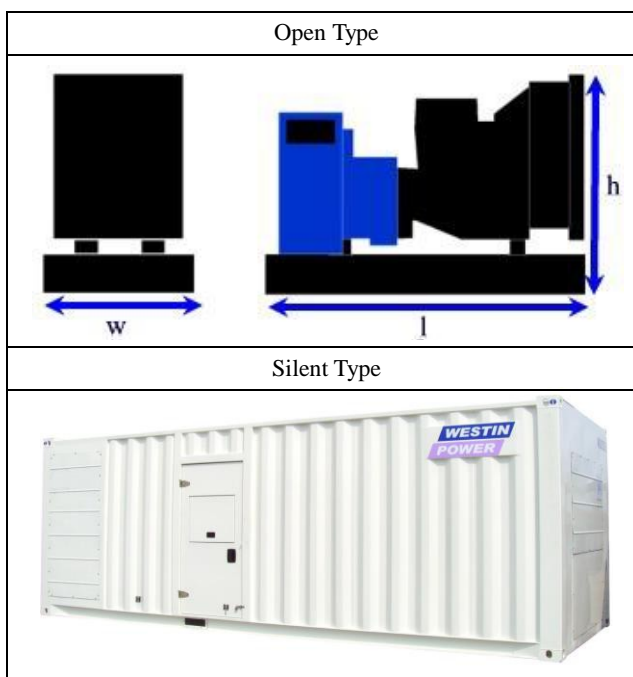 Open Type
h
w
l
Silent Type
WESTIN
POWER